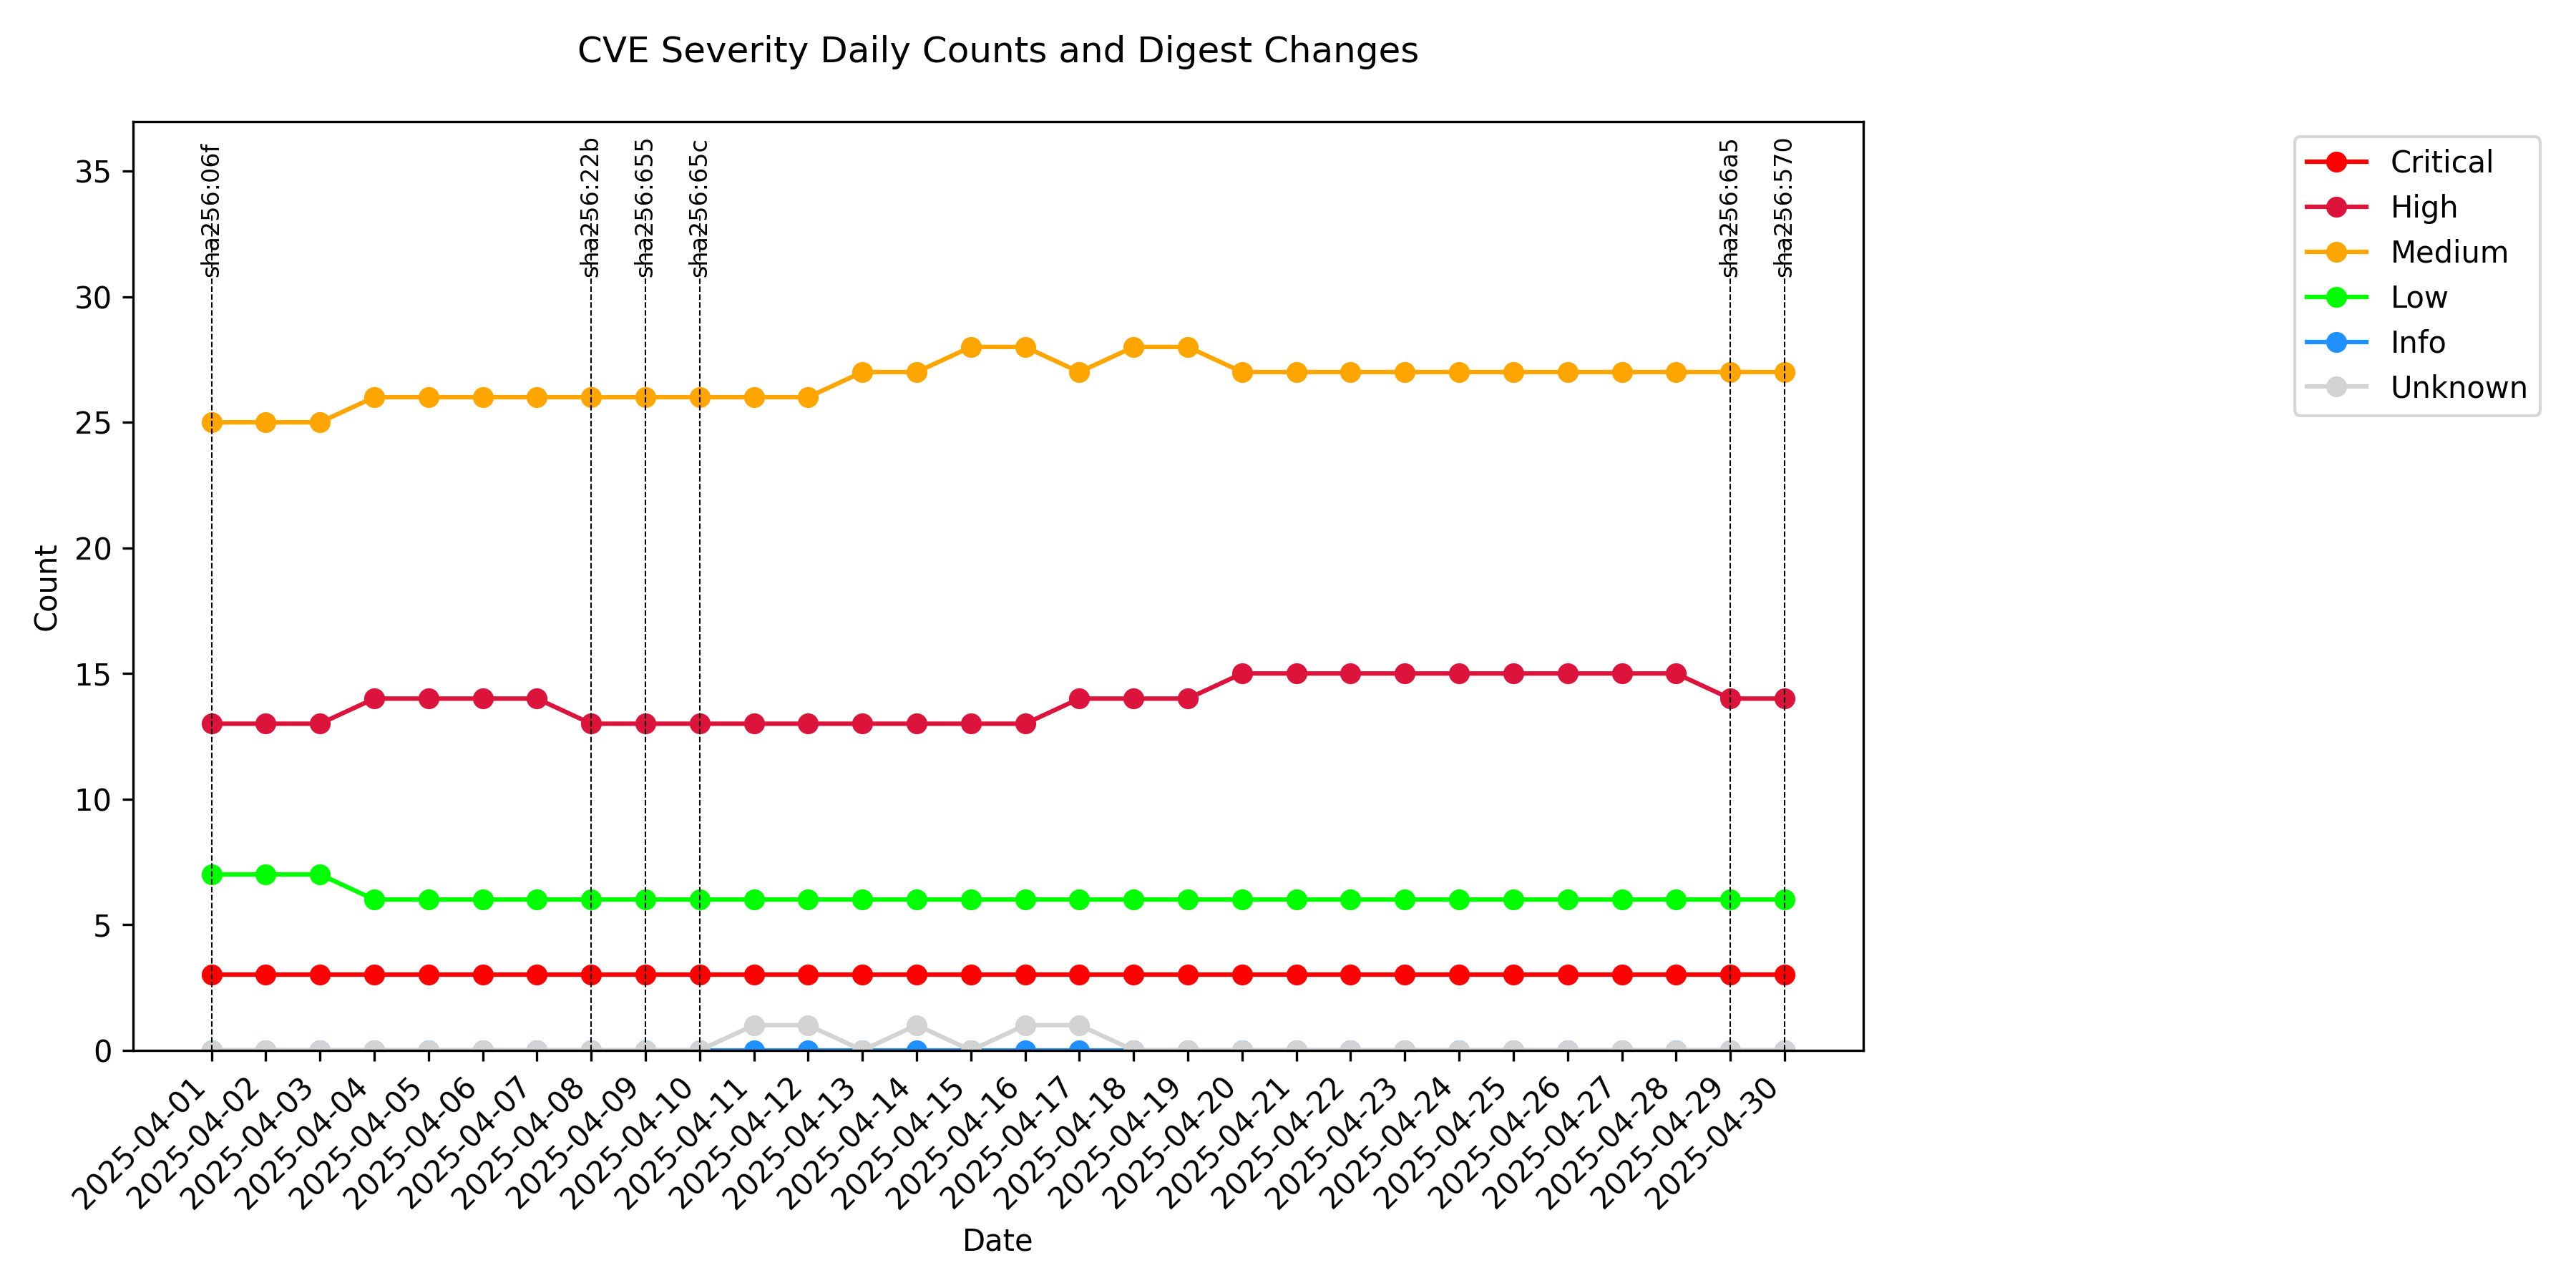 CVE Severity Daily Counts and Digest Changes
sha256:06f
sha256:22b
sha256:655
sha256:65c
sha256:6a5
sha256:570
Critical
High
Medium
Low
Info
Unknown
Count
35
30
25
20
15
10
5
0
2025-04-01
2025-04-02
2025-04-03
2025-04-04
2025-04-05
2025-04-06
2025-04-07
2025-04-08
2025-04-09
2025-04-10
2025-04-11
2025-04-12
2025-04-13
2025-04-14
2025-04-15
2025-04-16
2025-04-17
2025-04-18
2025-04-19
2025-04-20
2025-04-21
2025-04-22
2025-04-23
2025-04-24
2025-04-25
2025-04-26
2025-04-27
2025-04-28
2025-04-29
2025-04-30
Date